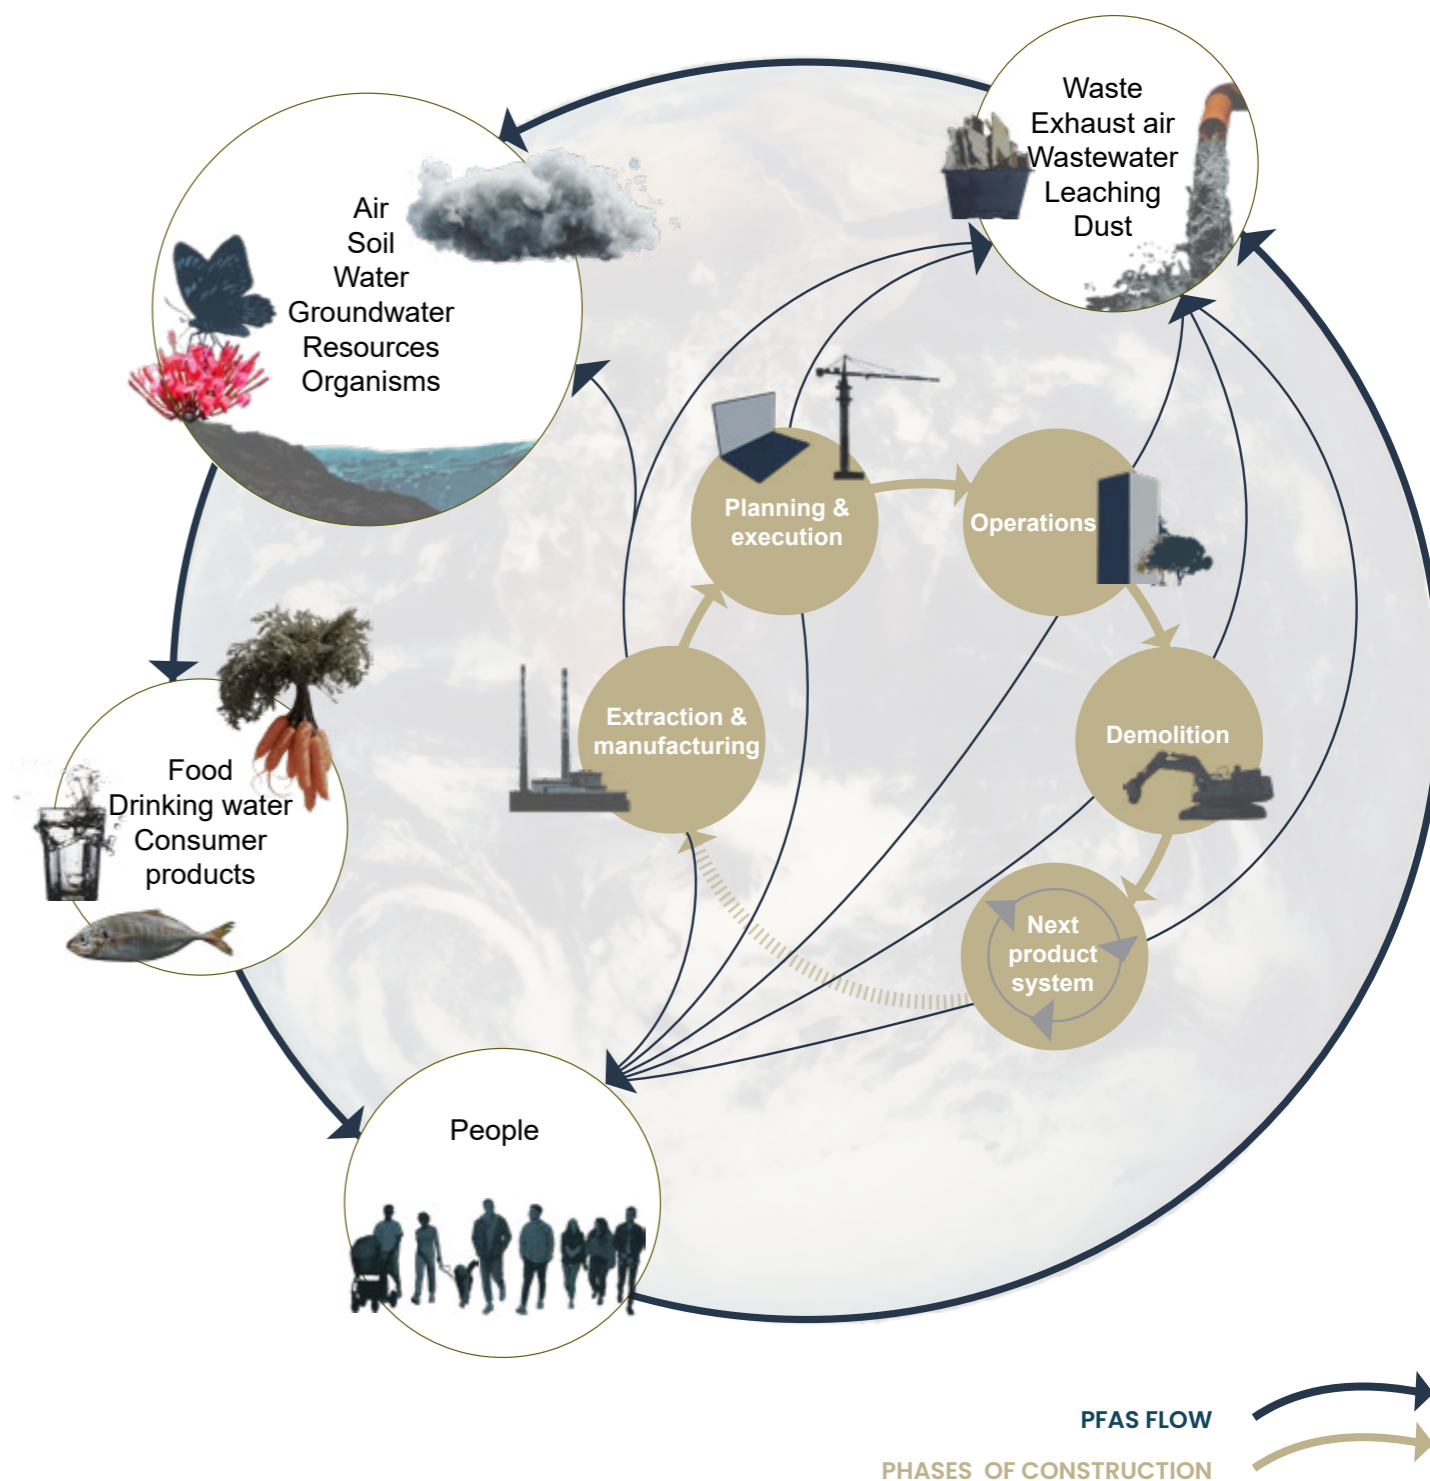 Waste
Exhaust air
Wastewater
Leaching
Dust
Air
Soil
Water
Groundwater
Resources
Organisms
Planning &
execution
Operations
Extraction &
manufacturing
Demolition
Next
product
system
Food
Drinking water
Consumer
products
People
PFAS FLOW
PHASES OF CONSTRUCTION